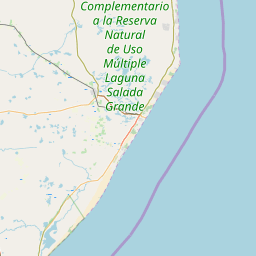 Complementario
a la Reserva
Natural
de Uso
Múltiple
Laguna
Salada
Grande